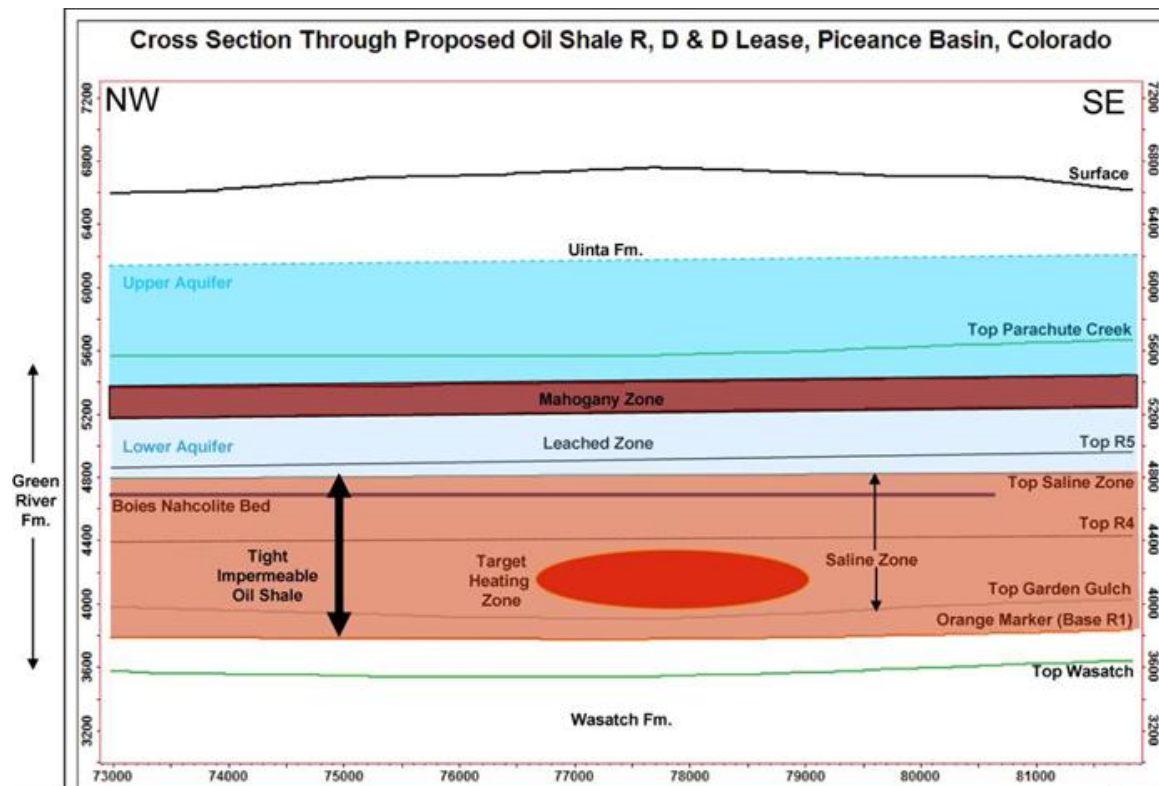 Cross Section Through Proposed Oil Shale R, D & D Lease, Piceance Basin, Colorado
NW
SE
7200
7200
6800
6800
Surface
6400
6400
Uinta Fm.
Upper Aquifer
6000
6000
Top Parachute Creek
5600
5600
Mahogany Zone
5200
5200
Lower Aquifer
Leached Zone
Top R5
4800
4800
Green
River
Fm.
Top Saline Zone
Boies Nahcolite Bed
Top R4
4400
4400
Tight
Impermeable
Oil Shale
Target
Heating
Zone
Saline Zone
Top Garden Gulch
4000
4000
Orange Marker (Base R1)
3600
3600
Top Wasatch
Wasatch Fm.
3200
3200
73000
74000
75000
76000
77000
78000
79000
80000
81000